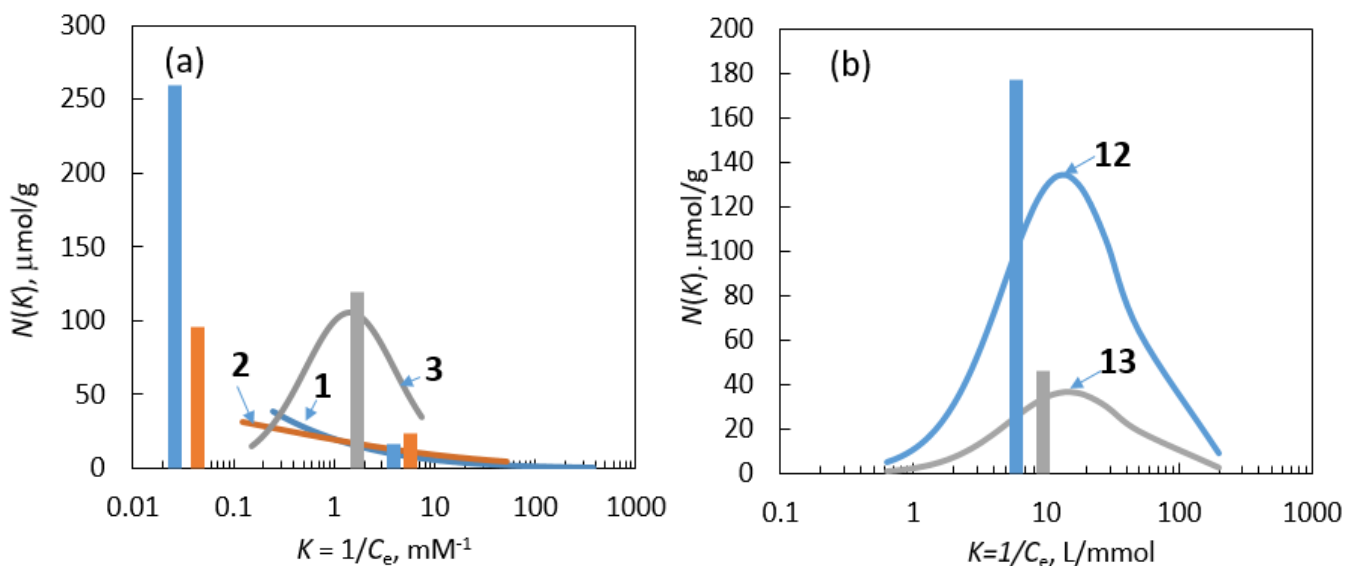 (a)
300
250
200
150
100
50
0
N(K), μmol/g
2
1
3
0.01 0.1 1 10 100 1000
K = 1/Ce, mM-1
(b)
200
180
160
140
120
100
80
60
40
20
0
N(K). μmol/g
12
13
0.1 1 10 100 1000
K=1/Ce, L/mmol